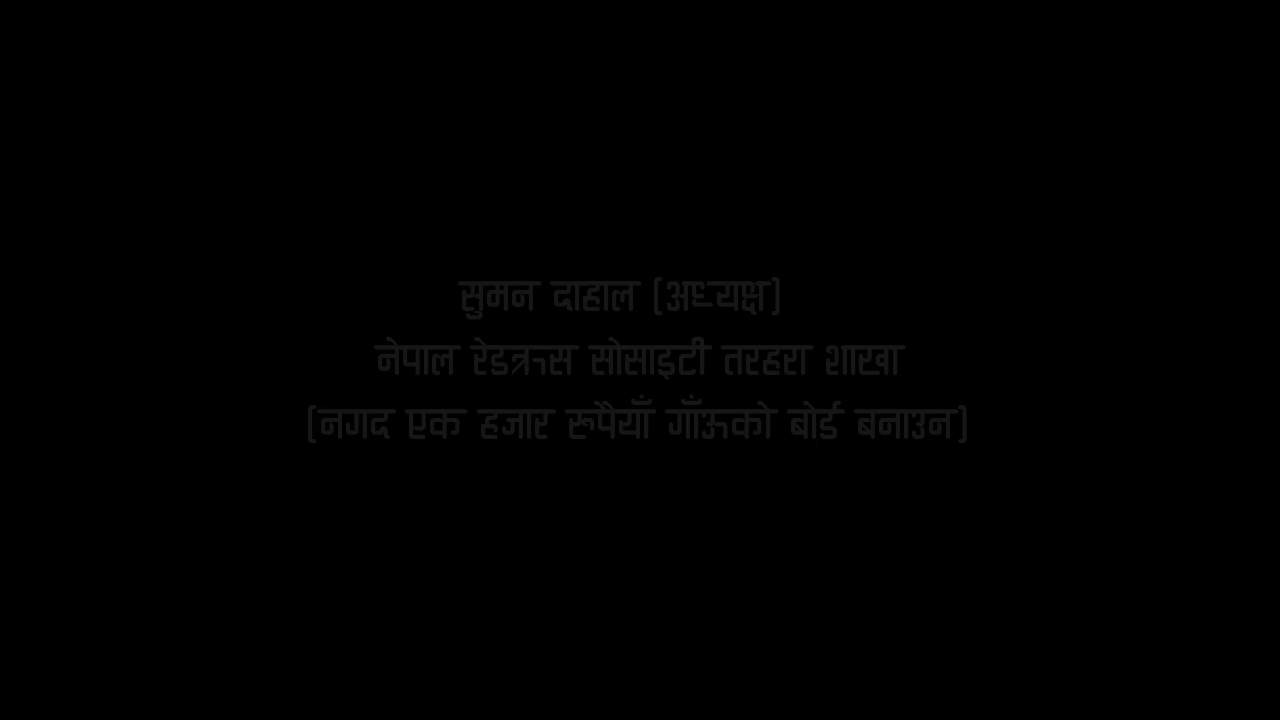 सुमन दाहाल (अध्यक्ष)
नेपाल रेडक्रस सोसाइटी तरहरा शाखा
(नगद एक हजार रूपैयाँ गाँऊको बोर्ड बनाउन)